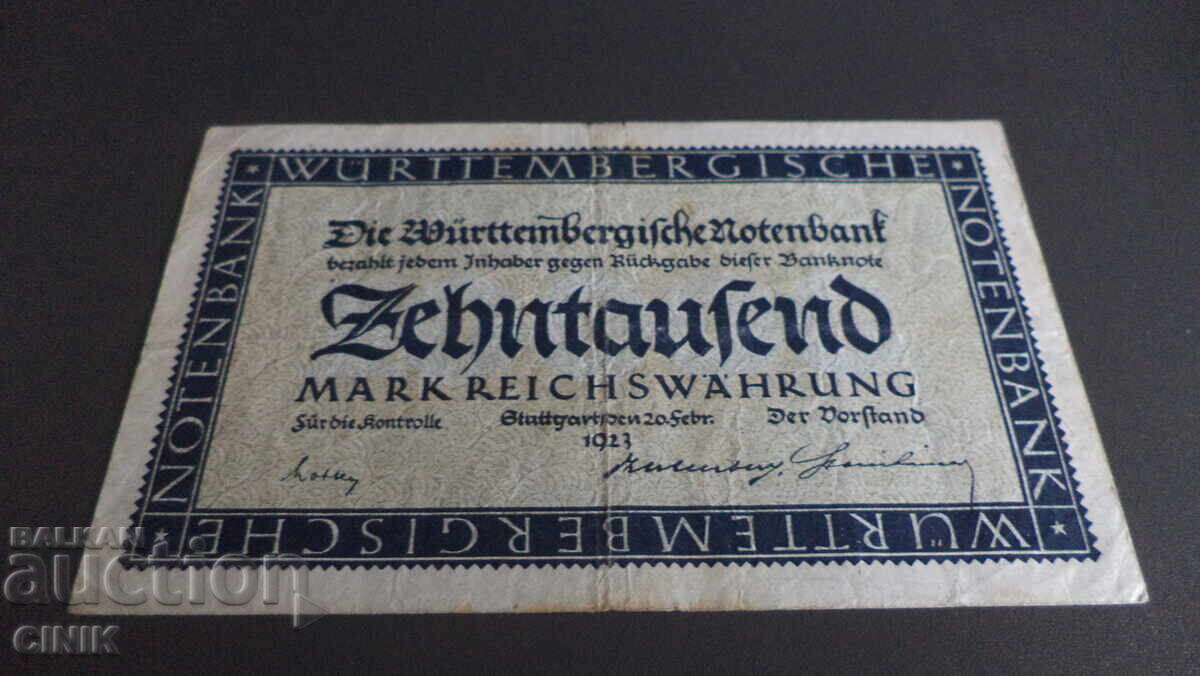 WÜRTTEMBERGISCHE
NOTENBANK
NOTENBANK
Die Württembergische Notenbank
bezahlt jedem Inhaber gegen Rückgabe dieser Banknote
Zehntausend
MARK REICHSWÄHRUNG
Für die Kontrolle Stuttgart, den 20. Febr. Der Vorstand
1923
WÜRTTEMBERGISCHE
BALKAN
auction
CINIK